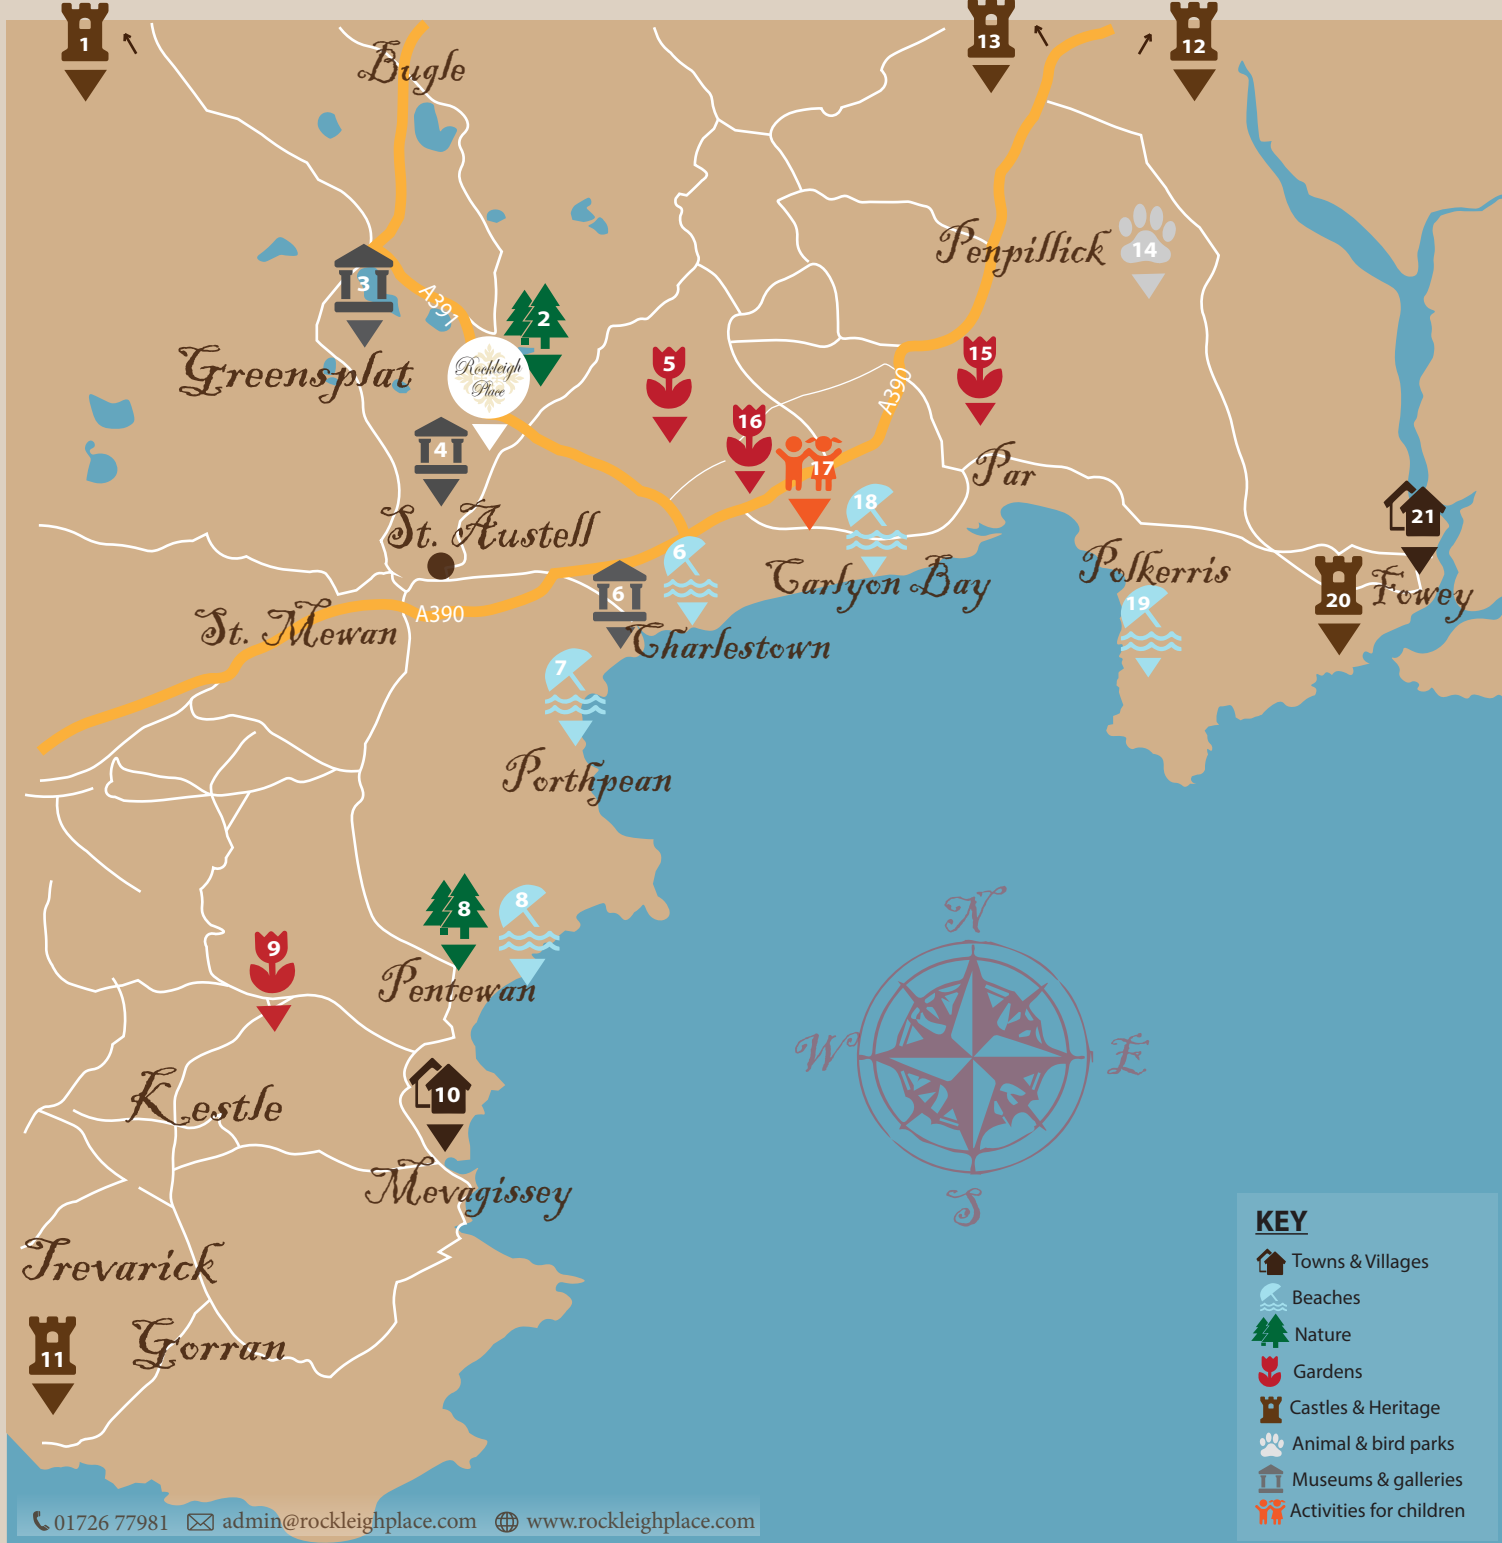 1
13
12
Bugle
Penpillick
14
3
A391
2
Rockleigh
Place
Greensplat
5
15
A390
16
4
17
Par
18
St. Austell
21
6
Carlyon Bay
Polkerris
6
20
Fowey
19
A390
St. Mewan
Charlestown
7
Porthpean
8
8
9
Pentewan
N
W
E
S
Kestle
10
Mevagissey
Trevarick
11
Gorran
KEY
Towns & Villages
Beaches
Nature
Gardens
Castles & Heritage
Animal & bird parks
Museums & galleries
Activities for children
01726 77981 admin@rockleighplace.com www.rockleighplace.com